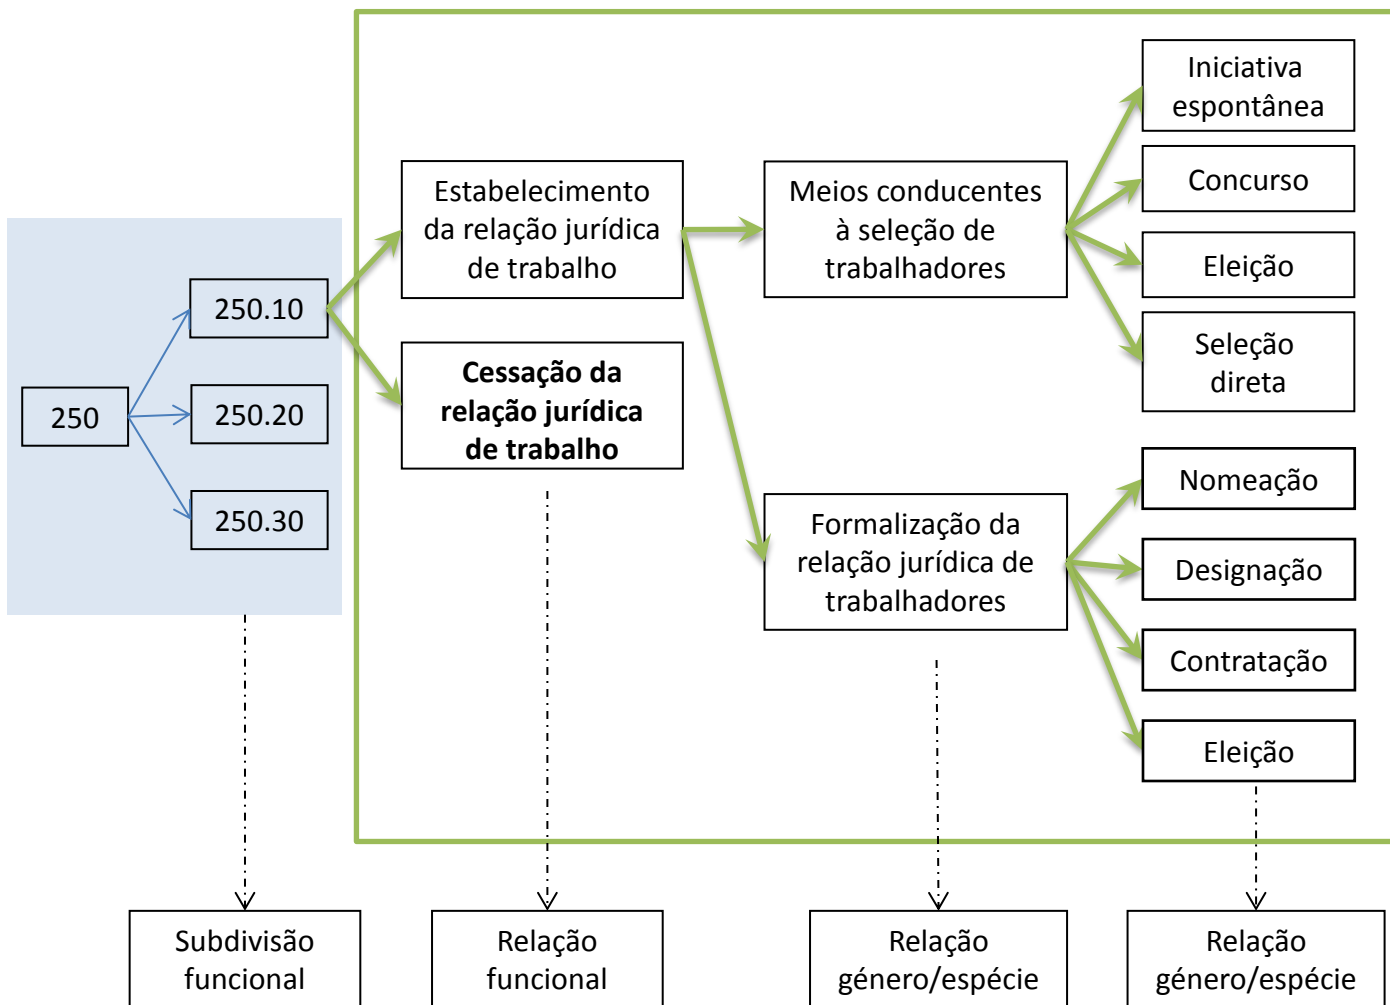 250
250.10
250.20
250.30
Estabelecimento
da relação jurídica
de trabalho
Cessação da
relação jurídica
de trabalho
Meios conducentes
à seleção de
trabalhadores
Formalização da
relação jurídica de
trabalhadores
Iniciativa
espontânea
Concurso
Eleição
Seleção
direta
Nomeação
Designação
Contratação
Eleição
Subdivisão
funcional
Relação
funcional
Relação
género/espécie
Relação
género/espécie